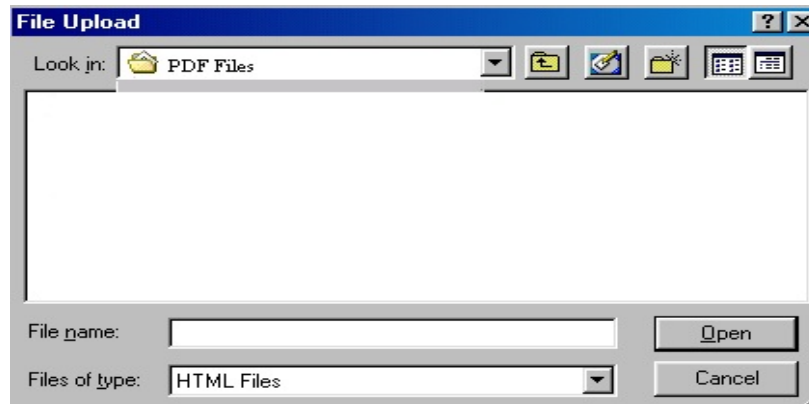 File Upload
Look in: PDF Files
File name: Open
Files of type: HTML Files Cancel